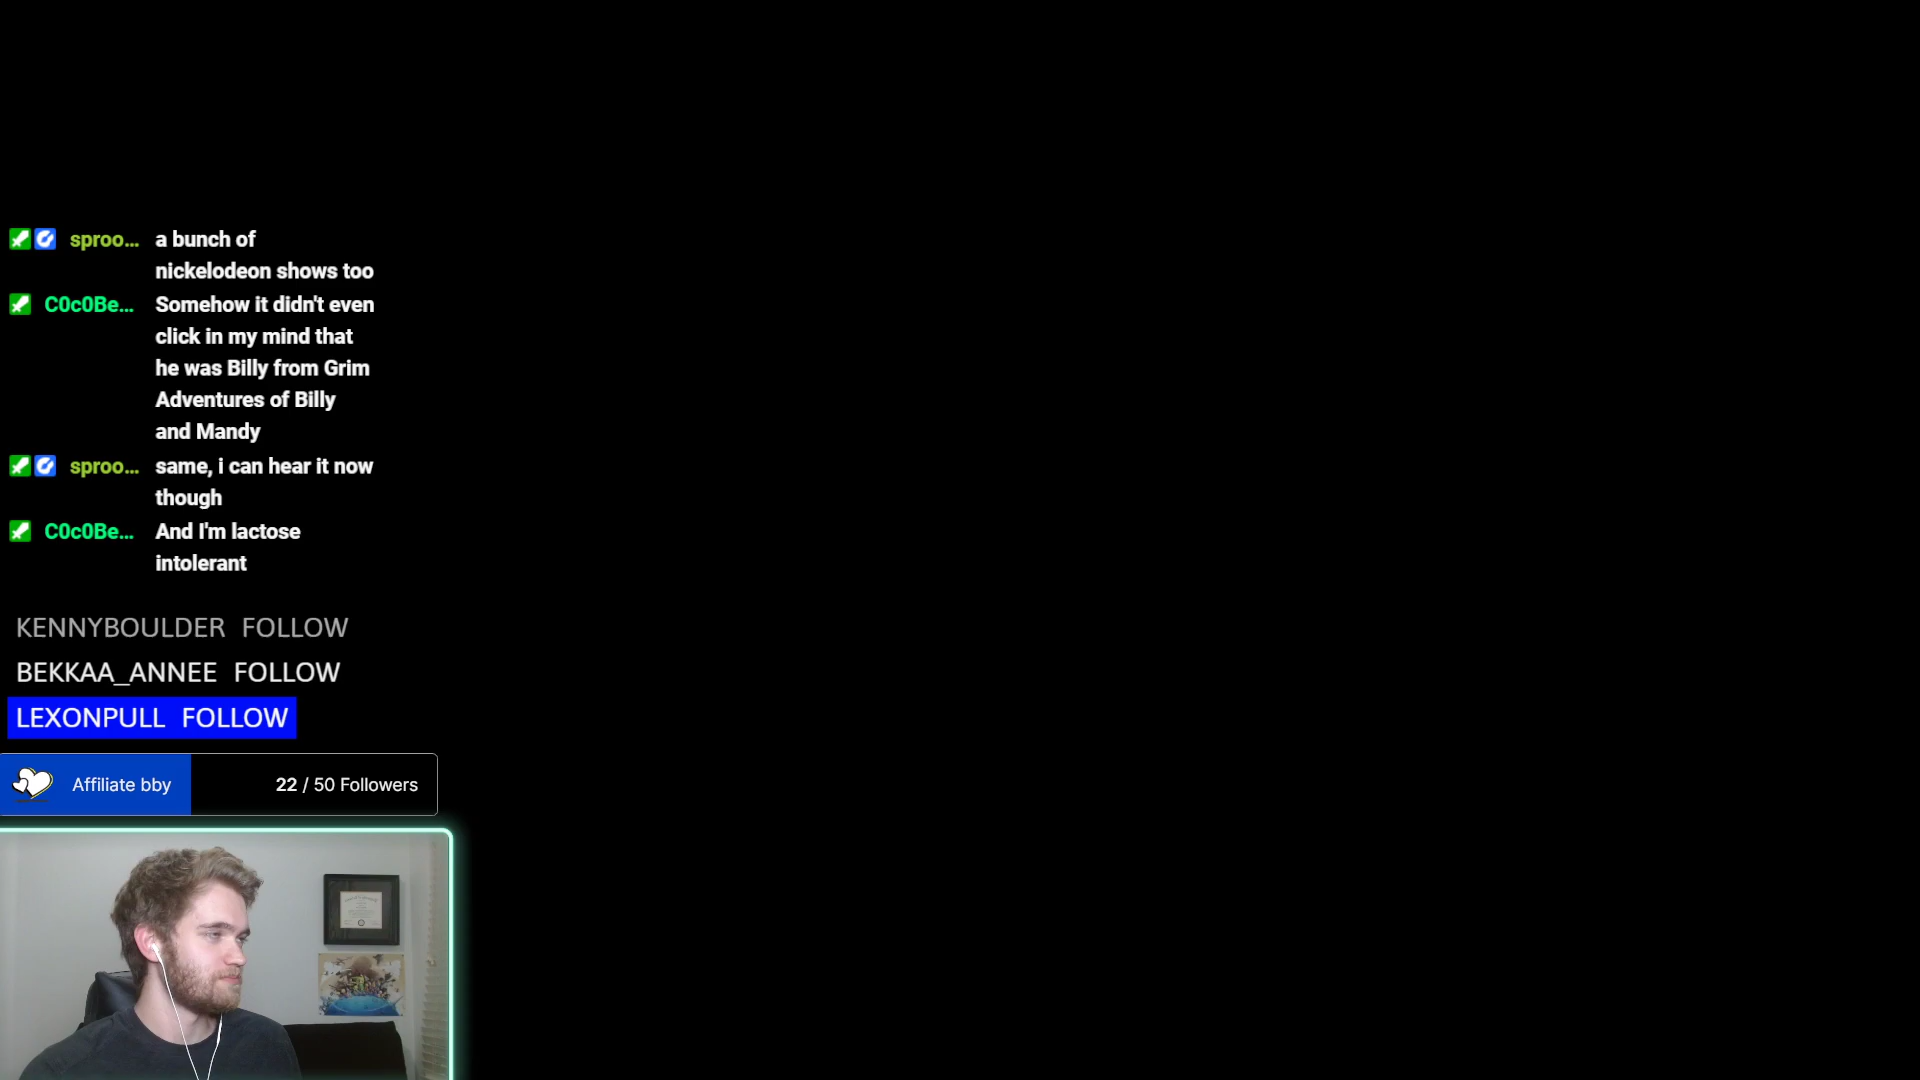 sproo... a bunch of
nickelodeon shows too
C0c0Be... Somehow it didn't even
click in my mind that
he was Billy from Grim
Adventures of Billy
and Mandy
sproo... same, i can hear it now
though
C0c0Be... And I'm lactose
intolerant
KENNYBOULDER FOLLOW
BEKKAA_ANNEE FOLLOW
LEXONPULL FOLLOW
Affiliate bby 22 / 50 Followers